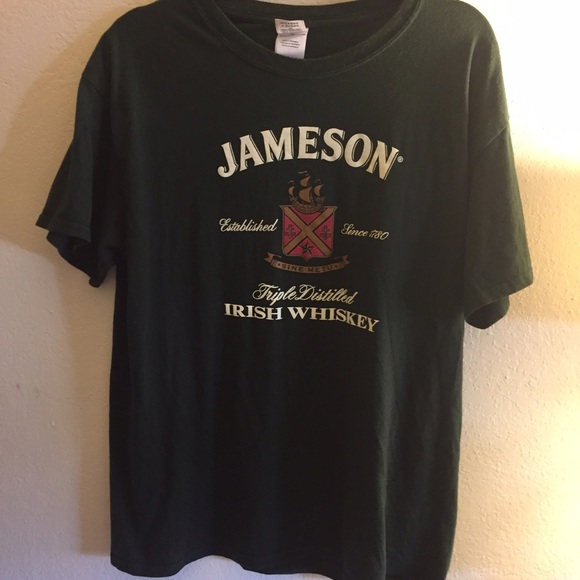 JAMESON®
Established Since 1780
SINE METU
Triple Distilled
IRISH WHISKEY